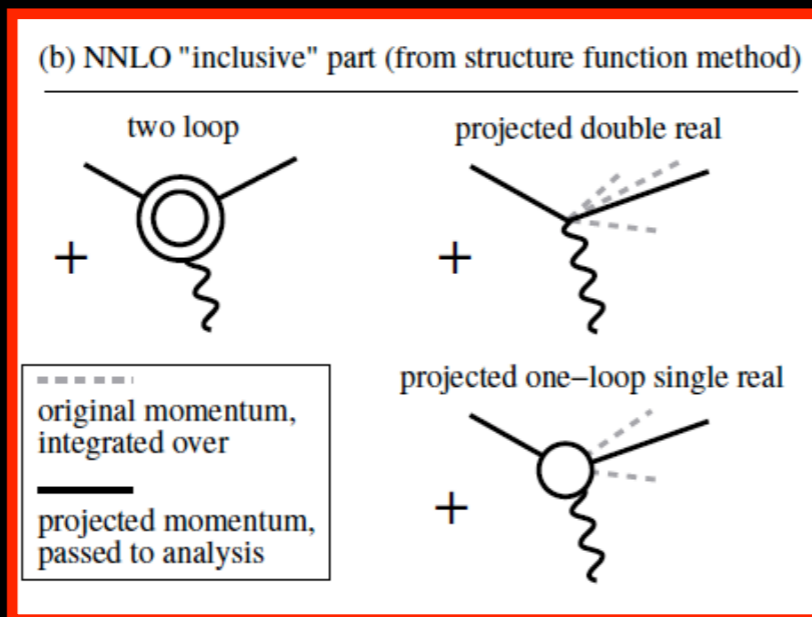 (b) NNLO "inclusive" part (from structure function method)
two loop
projected double real
+
+
original momentum,
integrated over
projected momentum,
passed to analysis
projected one−loop single real
+